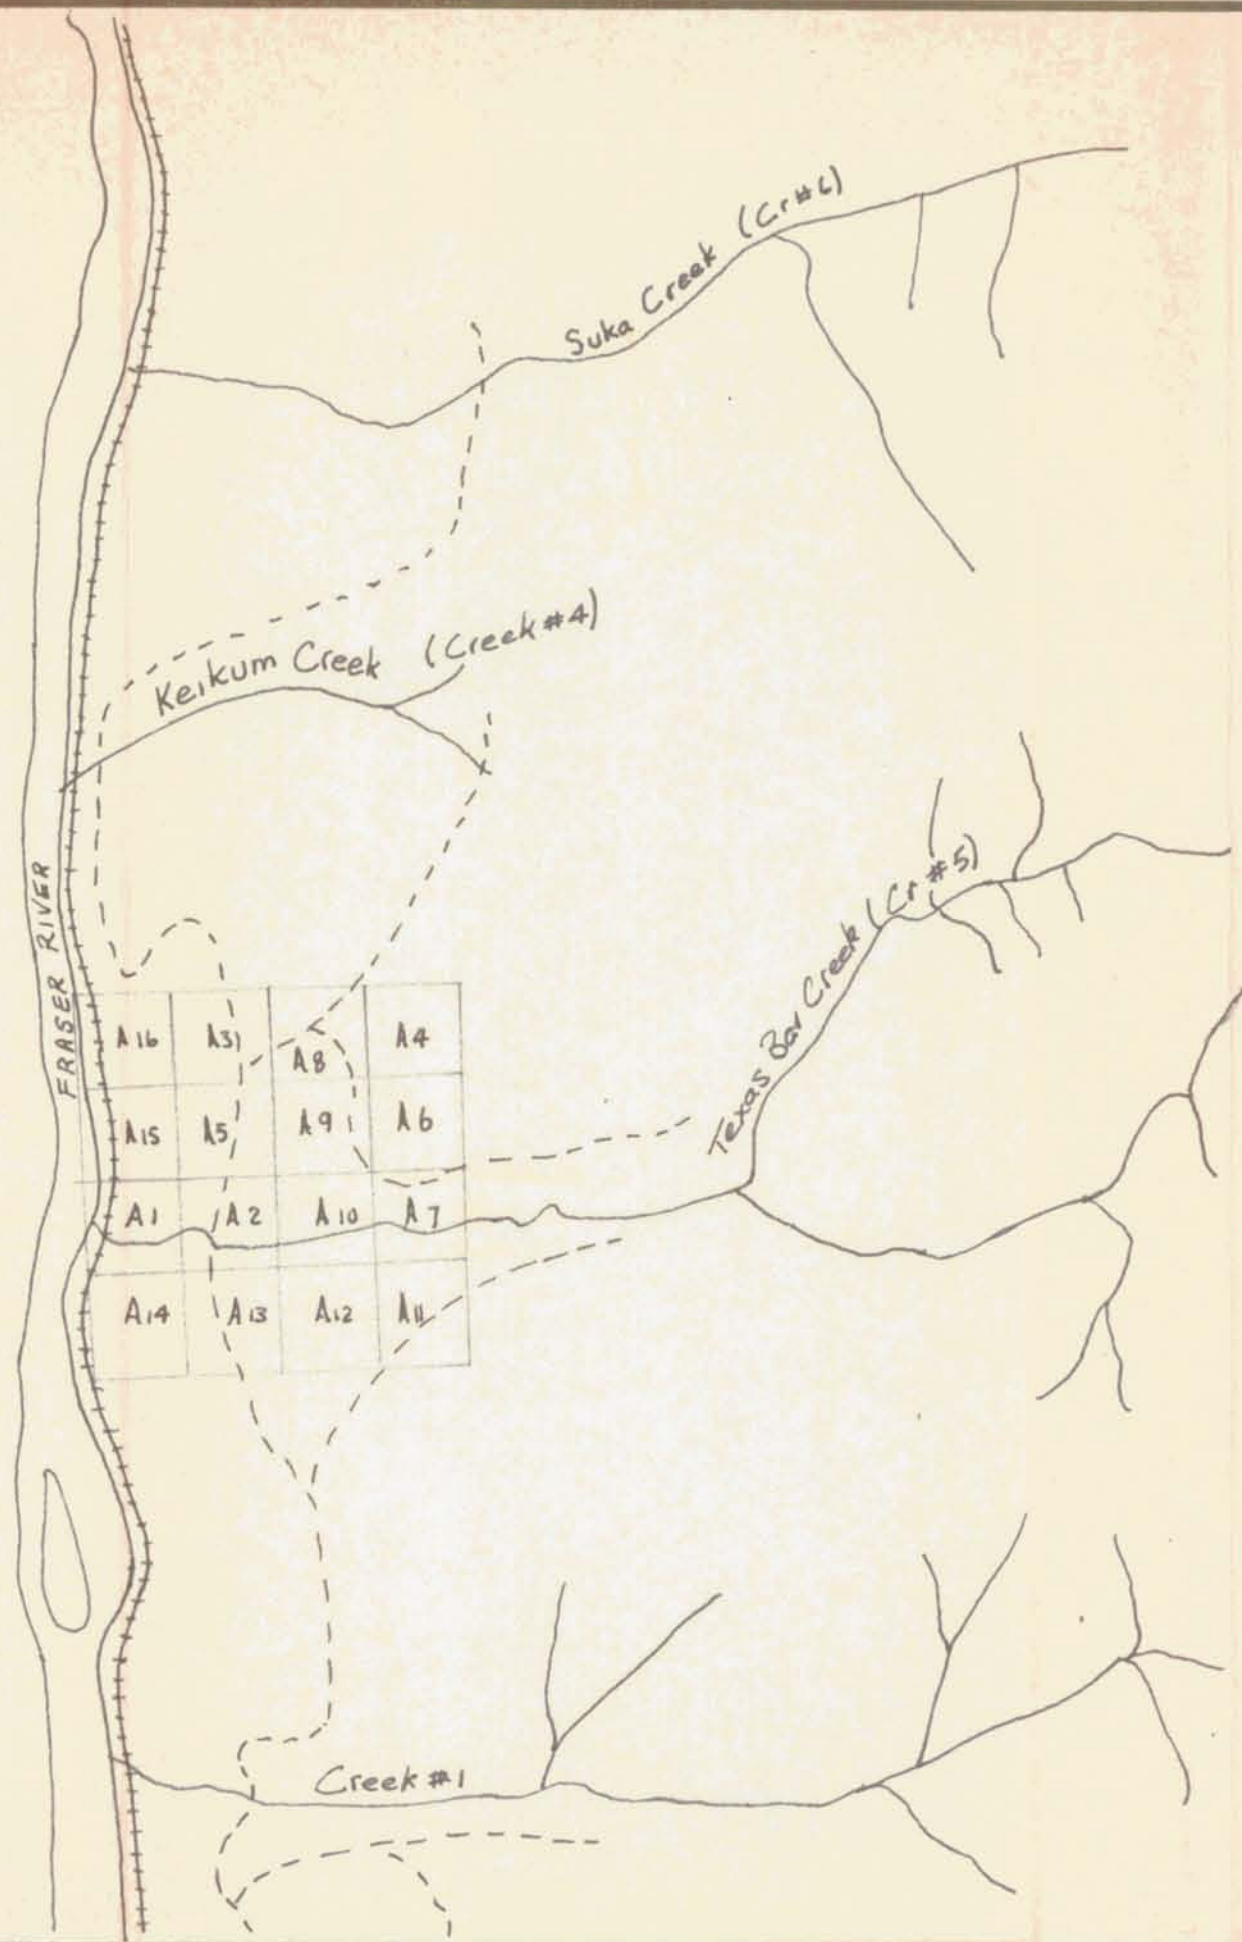 Suka Creek (Cr#6)
Keikum Creek (Creek #4)
Texas Bar Creek (Cr #5)
FRASER RIVER
A16 A3 A8 A4
A15 A5 A9 A6
A1 A2 A10 A7
A14 A13 A12 A11
Creek #1